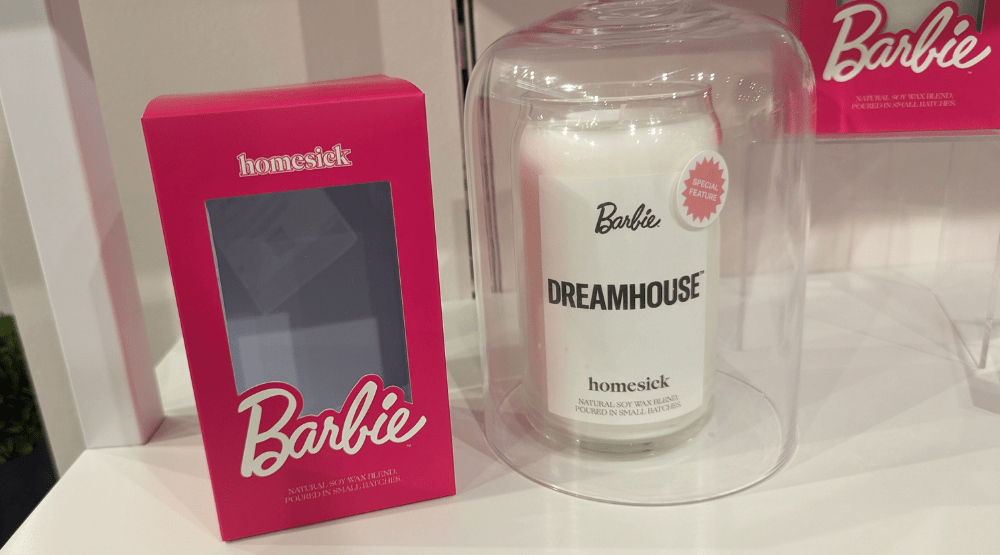 homesick
Barbie™
NATURAL SOY WAX BLEND.
POURED IN SMALL BATCHES.
Barbie
DREAMHOUSE™
homesick
NATURAL SOY WAX BLEND.
POURED IN SMALL BATCHES.
SPECIAL
FEATURE
Barbie
NATURAL SOY WAX BLEND.
POURED IN SMALL BATCHES.